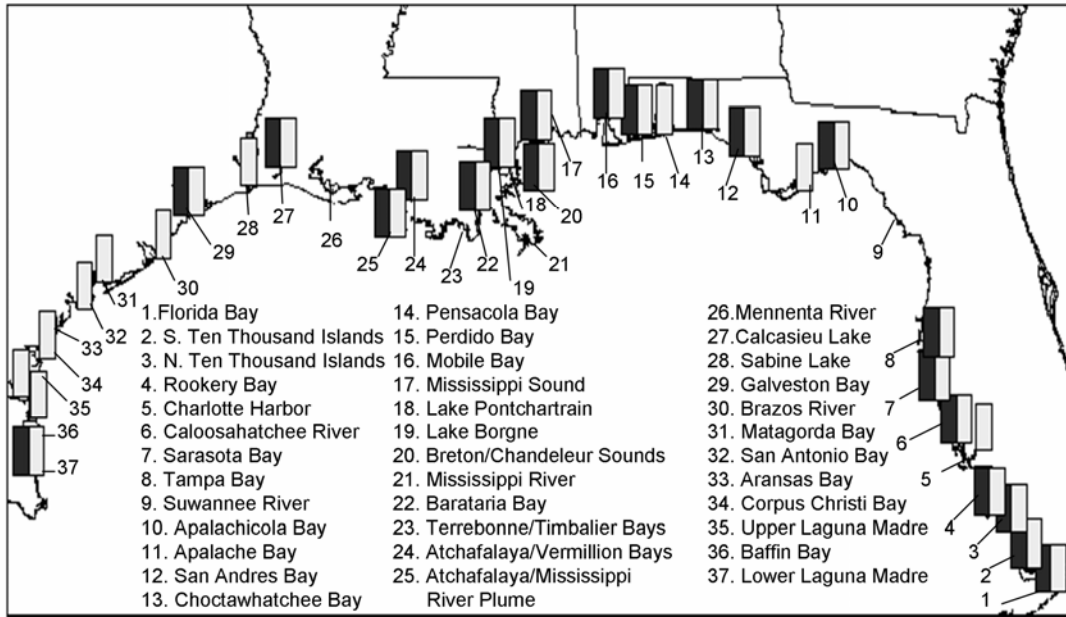 17
16
15
14
13
12
11
10
9
18
20
28
27
29
26
25
24
23
22
21
19
30
31
32
33
34
35
36
37
8
7
6
5
4
3
2
1
1.Florida Bay
2. S. Ten Thousand Islands
3. N. Ten Thousand Islands
4. Rookery Bay
5. Charlotte Harbor
6. Caloosahatchee River
7. Sarasota Bay
8. Tampa Bay
9. Suwannee River
10. Apalachicola Bay
11. Apalache Bay
12. San Andres Bay
13. Choctawhatchee Bay
14. Pensacola Bay
15. Perdido Bay
16. Mobile Bay
17. Mississippi Sound
18. Lake Pontchartrain
19. Lake Borgne
20. Breton/Chandeleur Sounds
21. Mississippi River
22. Barataria Bay
23. Terrebonne/Timbalier Bays
24. Atchafalaya/Vermillion Bays
25. Atchafalaya/Mississippi
River Plume
26.Mennenta River
27.Calcasieu Lake
28. Sabine Lake
29. Galveston Bay
30. Brazos River
31. Matagorda Bay
32. San Antonio Bay
33. Aransas Bay
34. Corpus Christi Bay
35. Upper Laguna Madre
36. Baffin Bay
37. Lower Laguna Madre